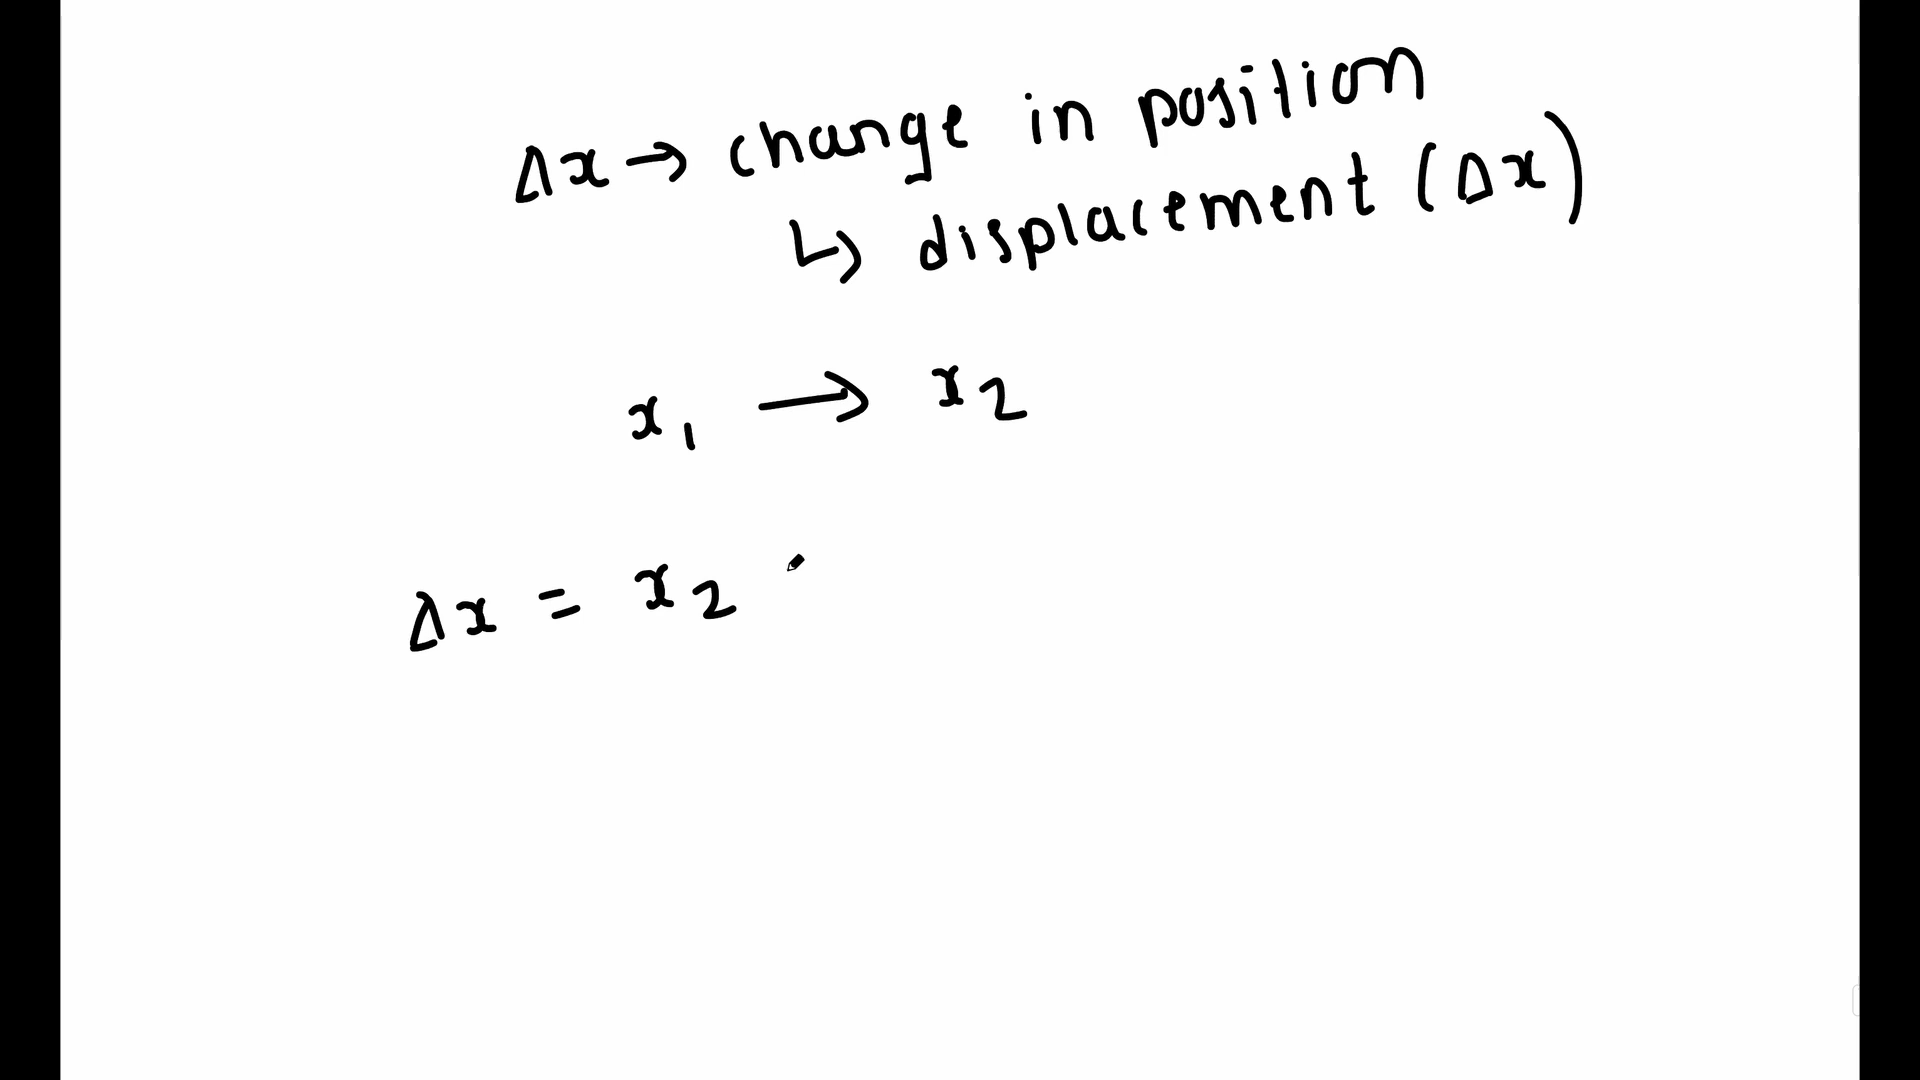 Δx → change in position
↳ displacement (Δx)
x₁ → x₂
Δx = x₂